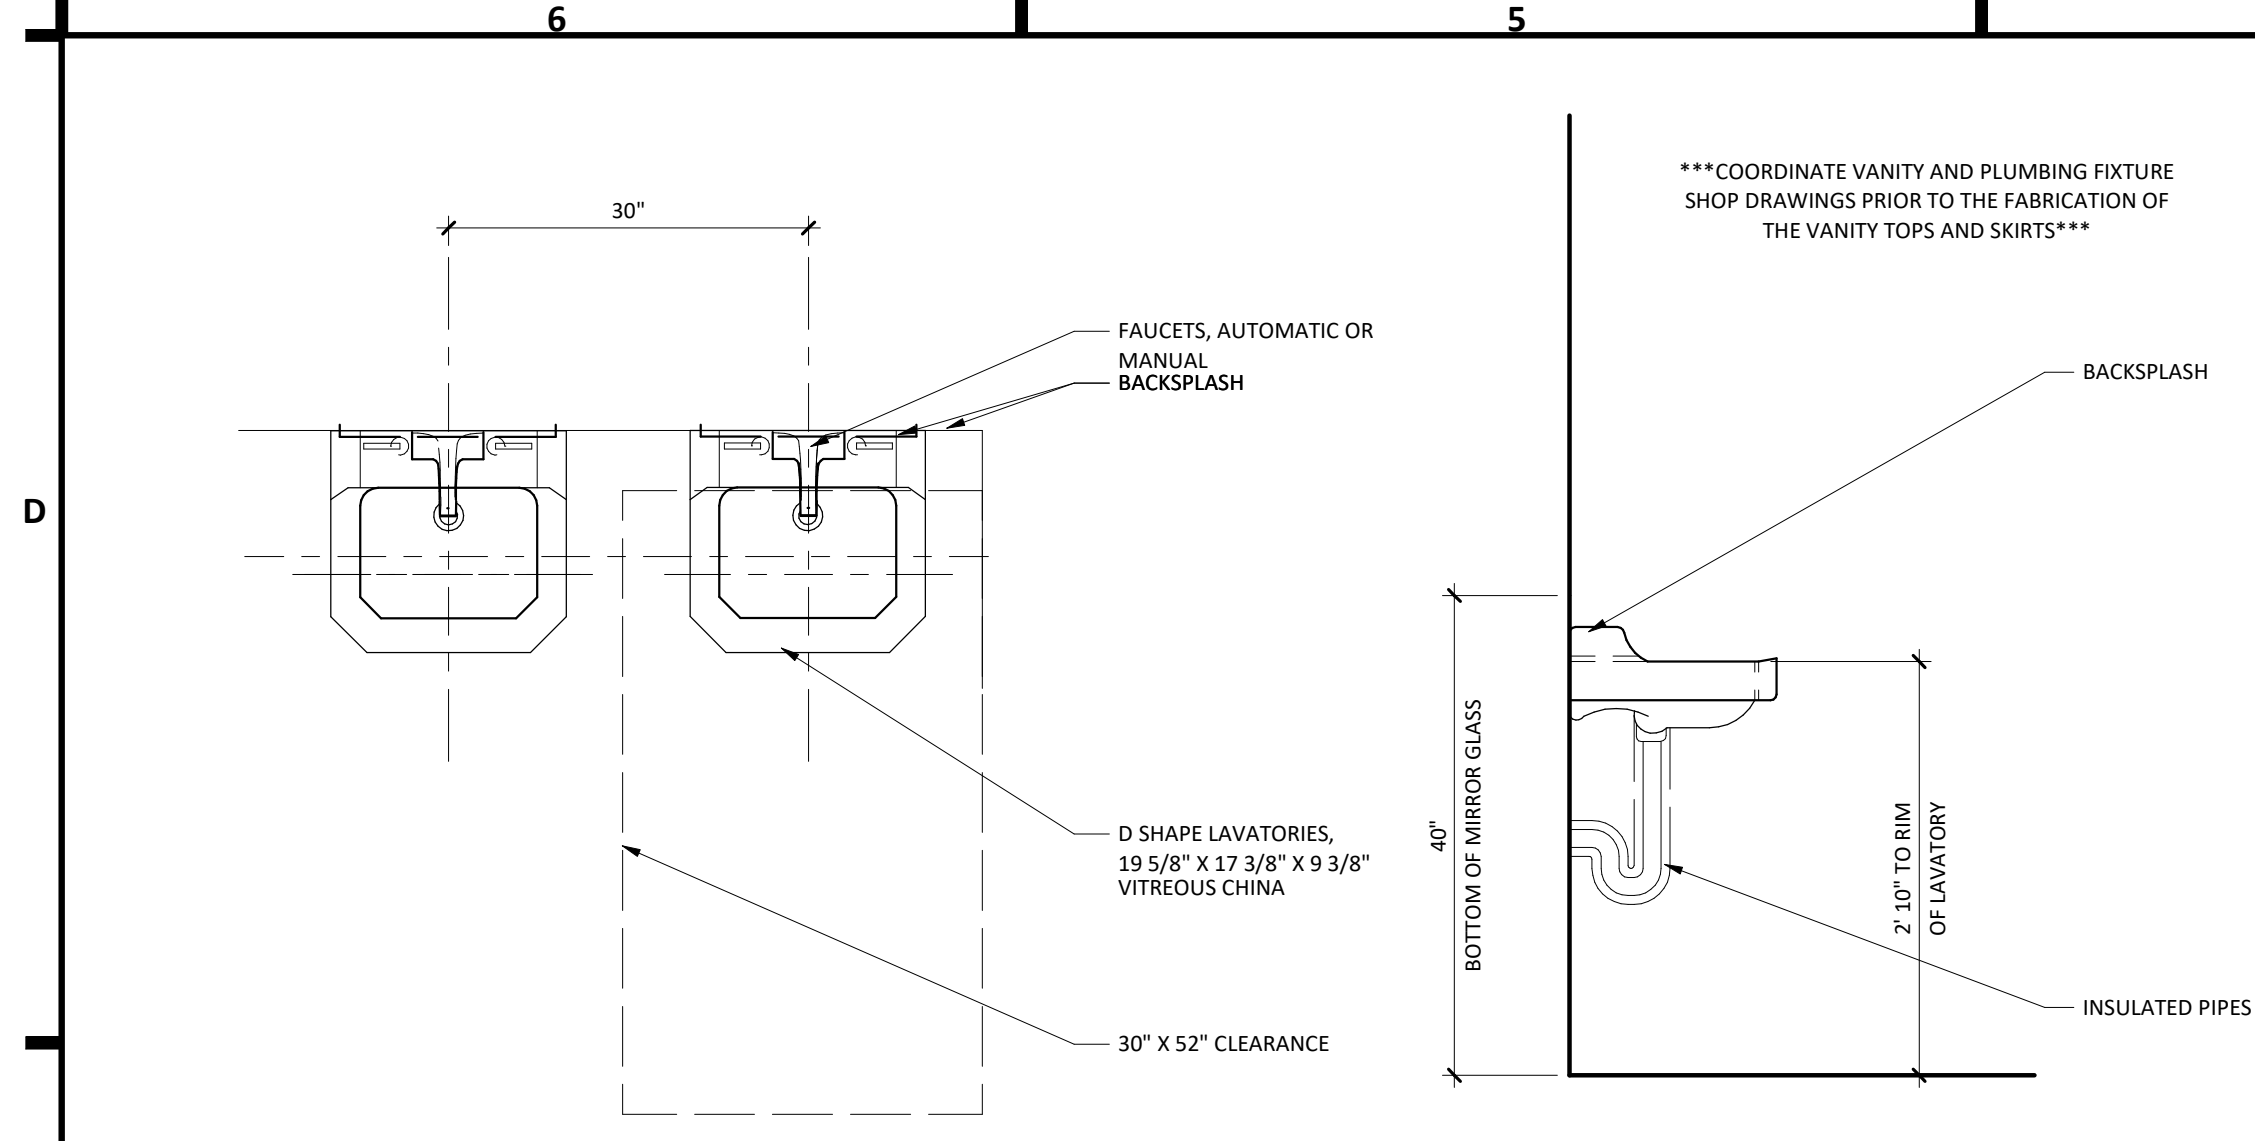 6
5
D
30"
FAUCETS, AUTOMATIC OR
MANUAL
BACKSPLASH
D SHAPE LAVATORIES,
19 5/8" X 17 3/8" X 9 3/8"
VITREOUS CHINA
30" X 52" CLEARANCE
***COORDINATE VANITY AND PLUMBING FIXTURE
SHOP DRAWINGS PRIOR TO THE FABRICATION OF
THE VANITY TOPS AND SKIRTS***
BACKSPLASH
40"
BOTTOM OF MIRROR GLASS
2' 10" TO RIM
OF LAVATORY
INSULATED PIPES